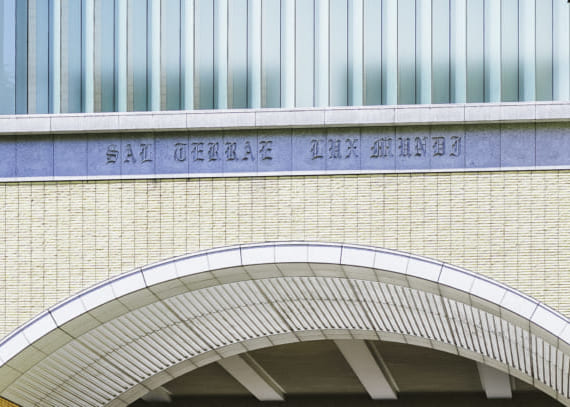 SAL TERRAE LUX MUNDI